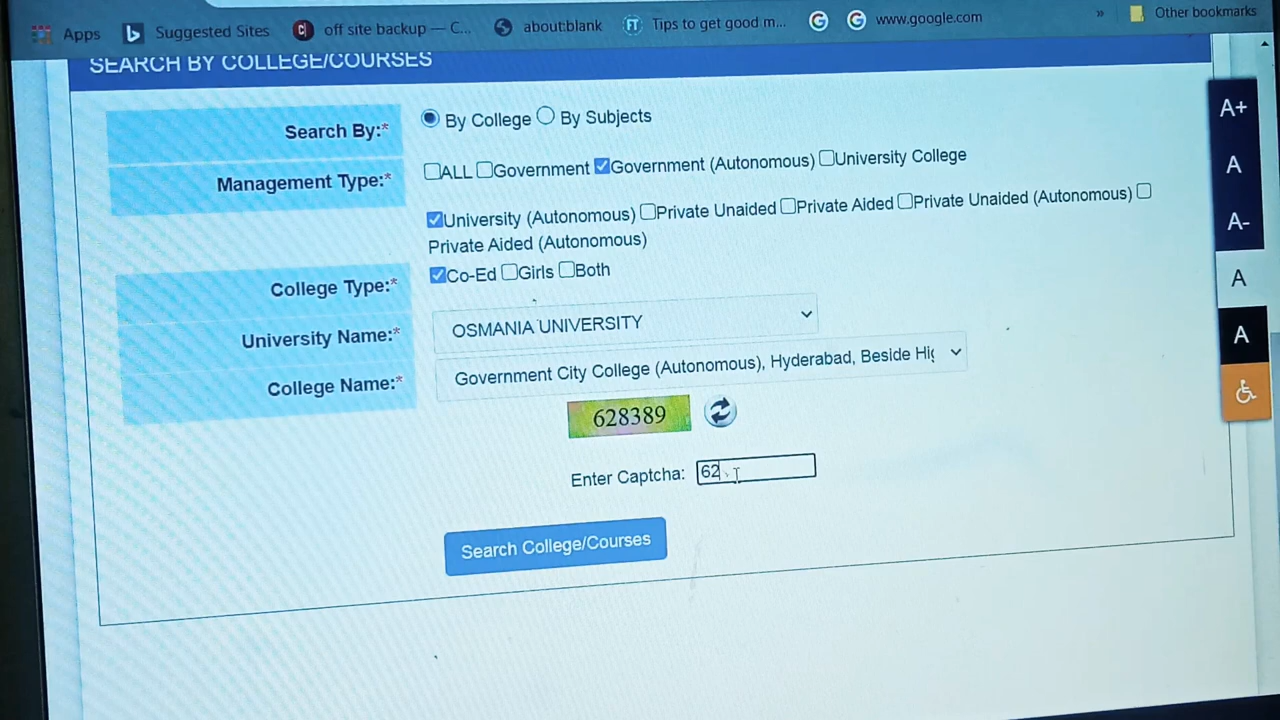 Apps Suggested Sites off site backup — C... about:blank Tips to get good m... www.google.com » Other bookmarks
SEARCH BY COLLEGE/COURSES
Search By:* By College By Subjects
Management Type:* ALL Government Government (Autonomous) University College
University (Autonomous) Private Unaided Private Aided Private Unaided (Autonomous)
Private Aided (Autonomous)
College Type:* Co-Ed Girls Both
University Name:* OSMANIA UNIVERSITY
College Name:* Government City College (Autonomous), Hyderabad, Beside Hig
628389
Enter Captcha: 62
Search College/Courses
A+
A
A-
A
A